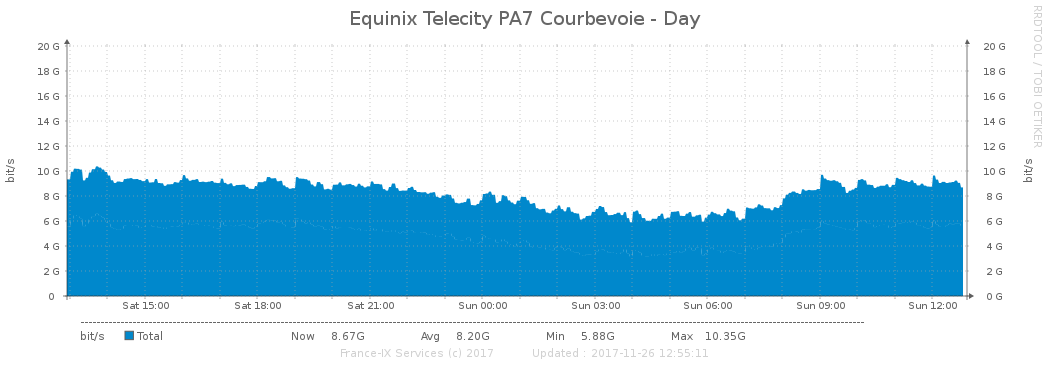 Equinix Telecity PA7 Courbevoie - Day
RRDTOOL / TOBI OETIKER
bit/s
20 G 20 G
18 G 18 G
16 G 16 G
14 G 14 G
12 G 12 G
10 G 10 G
8 G 8 G
6 G 6 G
4 G 4 G
2 G 2 G
0 0 G
bit/s
Sat 15:00 Sat 18:00 Sat 21:00 Sun 00:00 Sun 03:00 Sun 06:00 Sun 09:00 Sun 12:00
bit/s Total Now 8.67G Avg 8.20G Min 5.88G Max 10.35G
France-IX Services (c) 2017 Updated : 2017-11-26 12:55:11